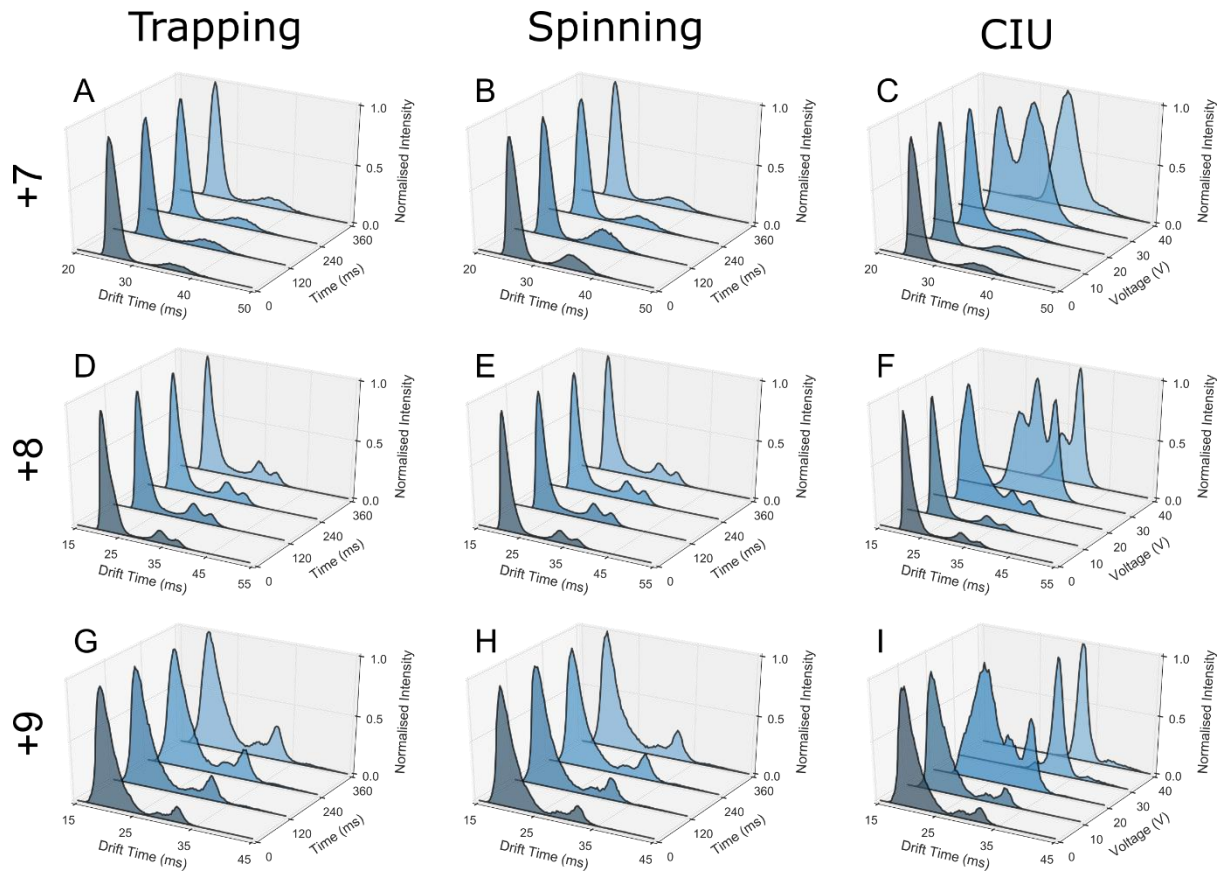 Trapping Spinning CIU
+7
A
1.0
0.5
0.0
Normalised Intensity
20 30 40 50
Drift Time (ms)
0 120 240 360
Time (ms)
B
1.0
0.5
0.0
Normalised Intensity
20 30 40 50
Drift Time (ms)
0 120 240 360
Time (ms)
C
1.0
0.5
0.0
Normalised Intensity
20 30 40 50
Drift Time (ms)
0 10 20 30 40
Voltage (V)
+8
D
1.0
0.5
0.0
Normalised Intensity
15 25 35 45 55
Drift Time (ms)
0 120 240 360
Time (ms)
E
1.0
0.5
0.0
Normalised Intensity
15 25 35 45 55
Drift Time (ms)
0 120 240 360
Time (ms)
F
1.0
0.5
0.0
Normalised Intensity
15 25 35 45 55
Drift Time (ms)
0 10 20 30 40
Voltage (V)
+9
G
1.0
0.5
0.0
Normalised Intensity
15 25 35 45
Drift Time (ms)
0 120 240 360
Time (ms)
H
1.0
0.5
0.0
Normalised Intensity
15 25 35 45
Drift Time (ms)
0 120 240 360
Time (ms)
I
1.0
0.5
0.0
Normalised Intensity
15 25 35 45
Drift Time (ms)
0 10 20 30 40
Voltage (V)